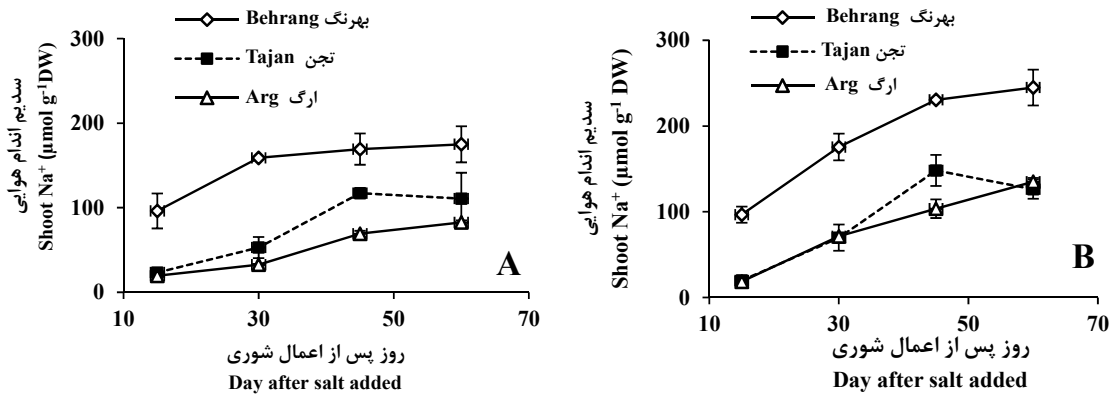 بهرنگ Behrang
تجن Tajan
ارگ Arg
سدیم اندام هوایی
Shoot Na⁺ (μmol g⁻¹DW)
300
200
100
0
10
30
50
70
A
روز پس از اعمال شوری
Day after salt added
بهرنگ Behrang
تجن Tajan
ارگ Arg
سدیم اندام هوایی
Shoot Na⁺ (μmol g⁻¹ DW)
300
200
100
0
10
30
50
70
B
روز پس از اعمال شوری
Day after salt added